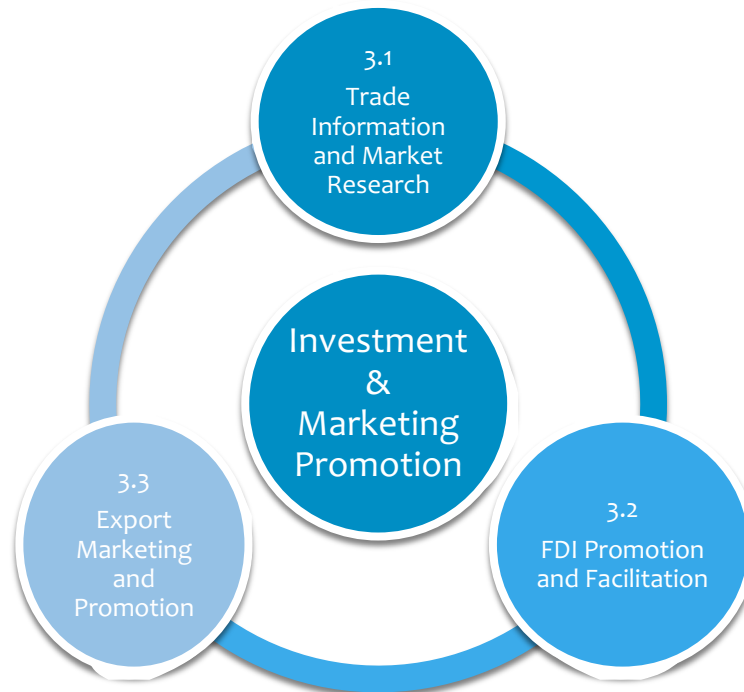 3.1
Trade
Information
and Market
Research
Investment
&
Marketing
Promotion
3.3
Export
Marketing
and
Promotion
3.2
FDI Promotion
and Facilitation